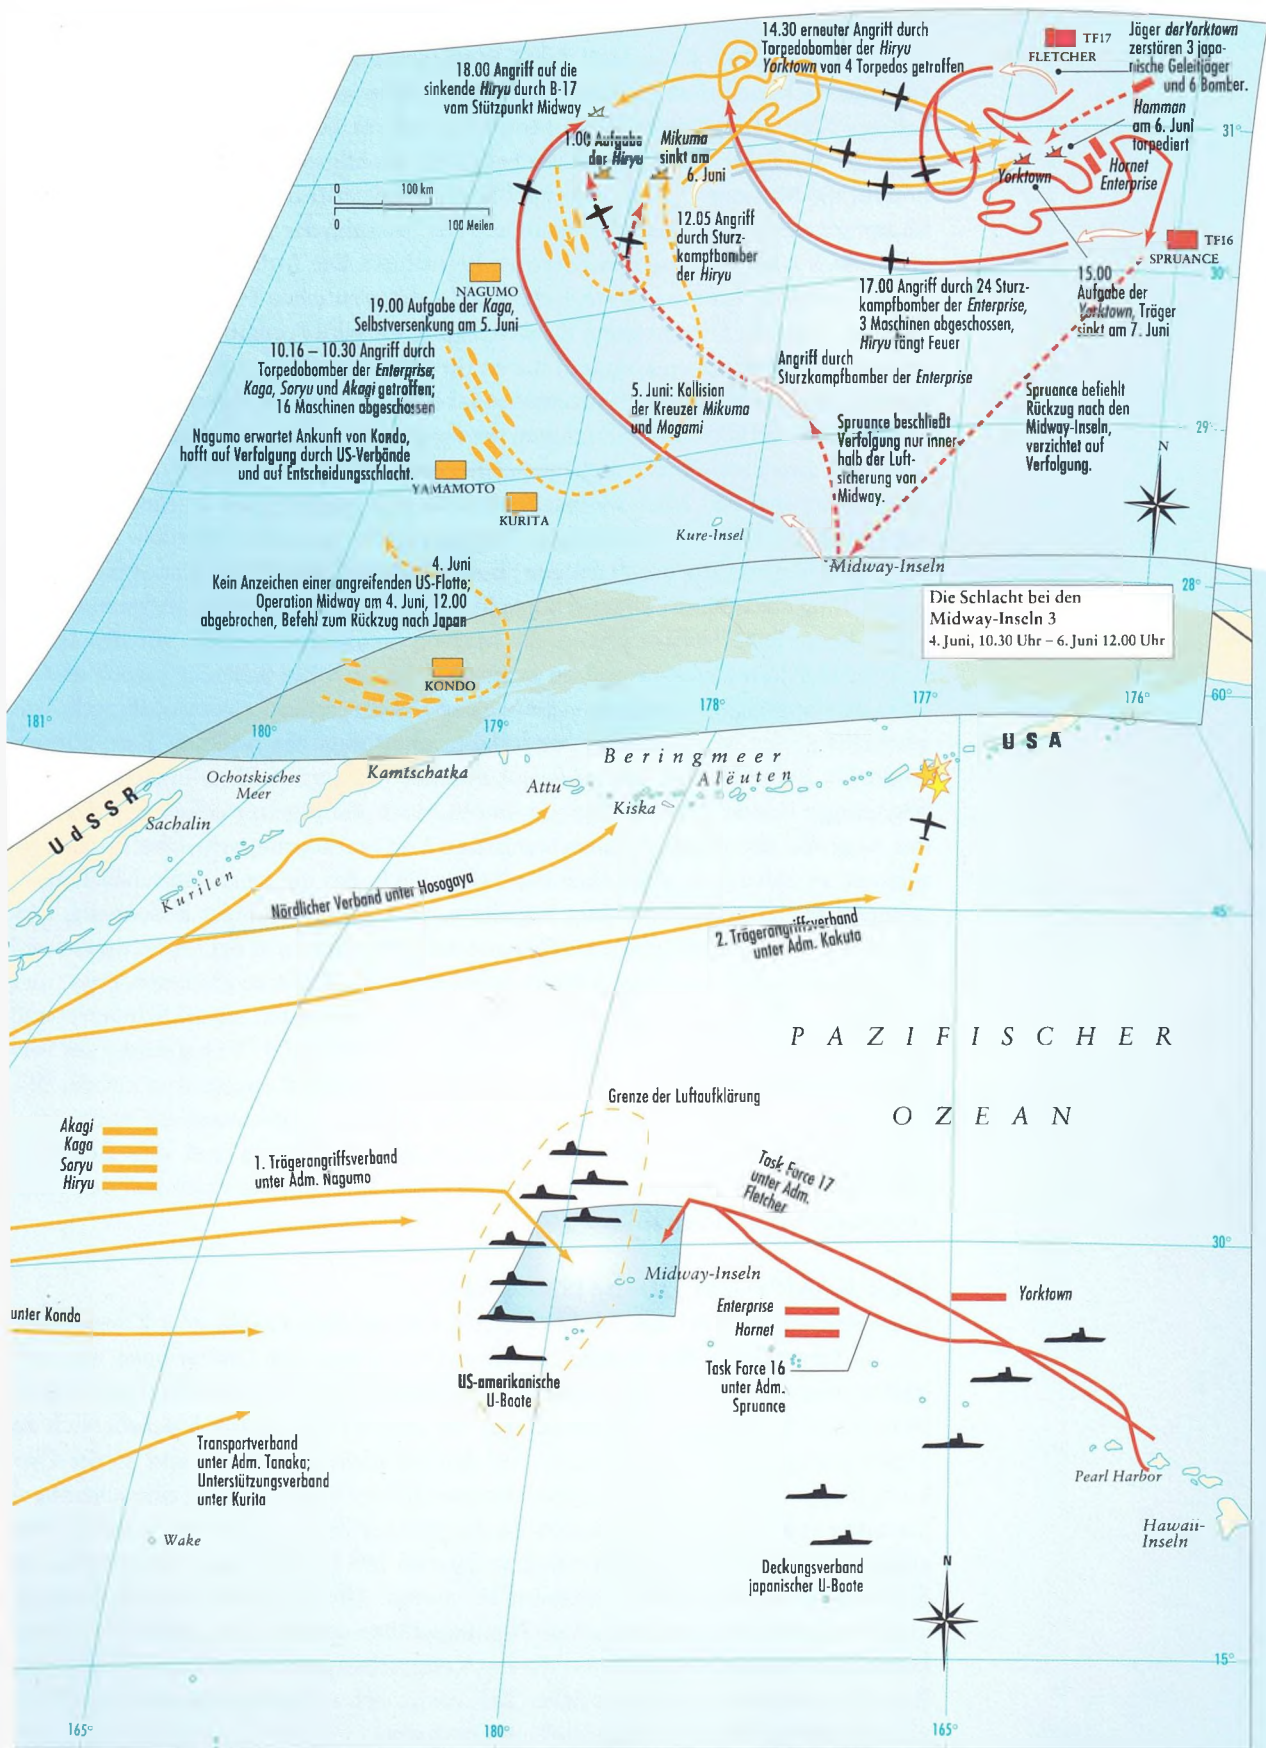 14.30 erneuter Angriff durch
Torpedobomber der Hiryu
Yorktown von 4 Torpedos getroffen
TF17
FLETCHER
Jäger der Yorktown
zerstören 3 japa-
nische Geleitjäger
und 6 Bomber.
18.00 Angriff auf die
sinkende Hiryu durch B-17
vom Stützpunkt Midway
Hamman
am 6. Juni
torpediert
31°
1.00 Aufgabe
der Hiryu
Mikuma
sinkt am
6. Juni
Yorktown
Hornet
Enterprise
0
100 km
0
100 Meilen
12.05 Angriff
durch Sturz-
kampfbomber
der Hiryu
TF16
SPRUANCE
30°
NAGUMO
19.00 Aufgabe der Kaga,
Selbstversenkung am 5. Juni
17.00 Angriff durch 24 Sturz-
kampfbomber der Enterprise,
3 Maschinen abgeschossen,
Hiryu fängt Feuer
15.00
Aufgabe der
Yorktown, Träger
sinkt am 7. Juni
10.16 – 10.30 Angriff durch
Torpedobomber der Enterprise;
Kaga, Soryu und Akagi getroffen;
16 Maschinen abgeschossen
Angriff durch
Sturzkampfbomber der Enterprise
5. Juni: Kollision
der Kreuzer Mikuma
und Mogami
Spruance befiehlt
Rückzug nach den
Midway-Inseln,
verzichtet auf
Verfolgung.
29°
Nagumo erwartet Ankunft von Kondo,
hofft auf Verfolgung durch US-Verbände
und auf Entscheidungsschlacht.
Spruance beschließt
Verfolgung nur inner-
halb der Luft-
sicherung von
Midway.
N
YAMAMOTO
KURITA
Kure-Insel
Midway-Inseln
4. Juni
Kein Anzeichen einer angreifenden US-Flotte;
Operation Midway am 4. Juni, 12.00
abgebrochen, Befehl zum Rückzug nach Japan
28°
Die Schlacht bei den
Midway-Inseln 3
4. Juni, 10.30 Uhr – 6. Juni 12.00 Uhr
KONDO
181°
180°
179°
178°
177°
176°
60°
USA
Beringmeer
Alëuten
Ochotskisches
Meer
Kamtschatka
Attu
Kiska
UdSSR
Sachalin
Kurilen
Nördlicher Verband unter Hosogaya
45°
2. Trägerangriffsverband
unter Adm. Kakuta
PAZIFISCHER
OZEAN
Grenze der Luftaufklärung
Akagi
Kaga
Soryu
Hiryu
1. Trägerangriffsverband
unter Adm. Nagumo
Task Force 17
unter Adm.
Fletcher
30°
Midway-Inseln
unter Kondo
Enterprise
Hornet
Yorktown
Task Force 16
unter Adm.
Spruance
US-amerikanische
U-Boote
Transportverband
unter Adm. Tanaka;
Unterstützungsverband
unter Kurita
Pearl Harbor
Wake
Hawaii-
Inseln
Deckungsverband
japanischer U-Boote
N
15°
165°
180°
165°